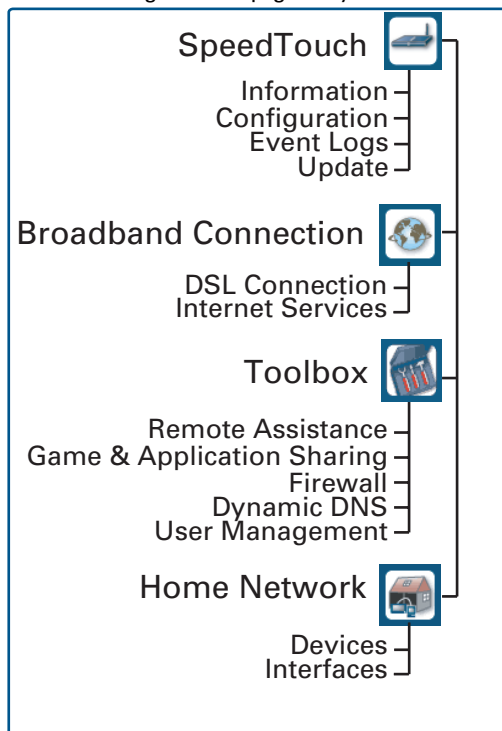 SpeedTouch
Information
Configuration
Event Logs
Update
Broadband Connection
DSL Connection
Internet Services
Toolbox
Remote Assistance
Game & Application Sharing
Firewall
Dynamic DNS
User Management
Home Network
Devices
Interfaces